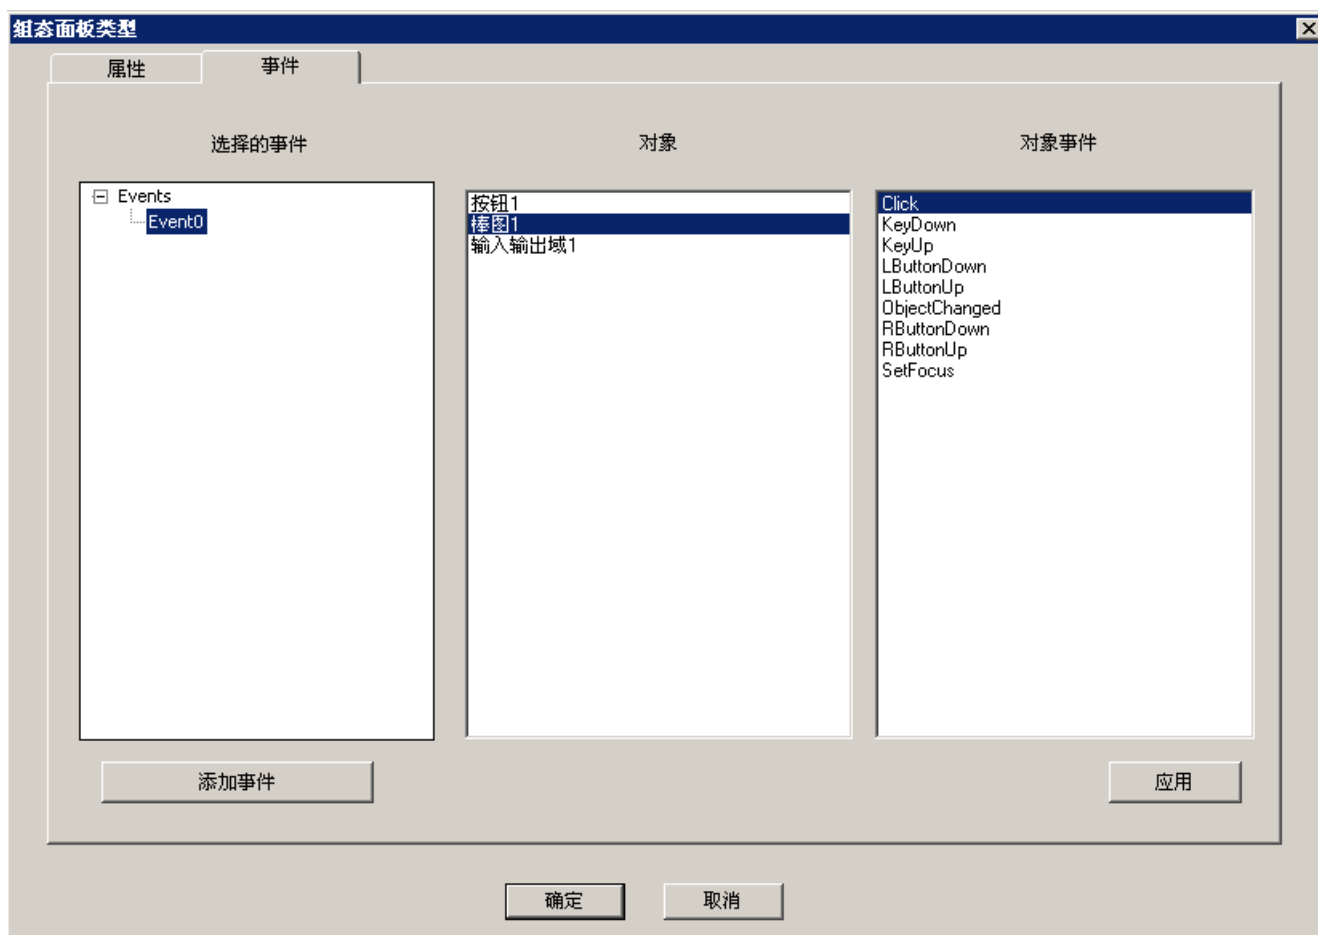 组态面板类型
属性
事件
选择的事件
对象
对象事件
Events
Event0
按钮1
棒图1
输入输出域1
Click
KeyDown
KeyUp
LButtonDown
LButtonUp
ObjectChanged
RButtonDown
RButtonUp
SetFocus
添加事件
应用
确定
取消